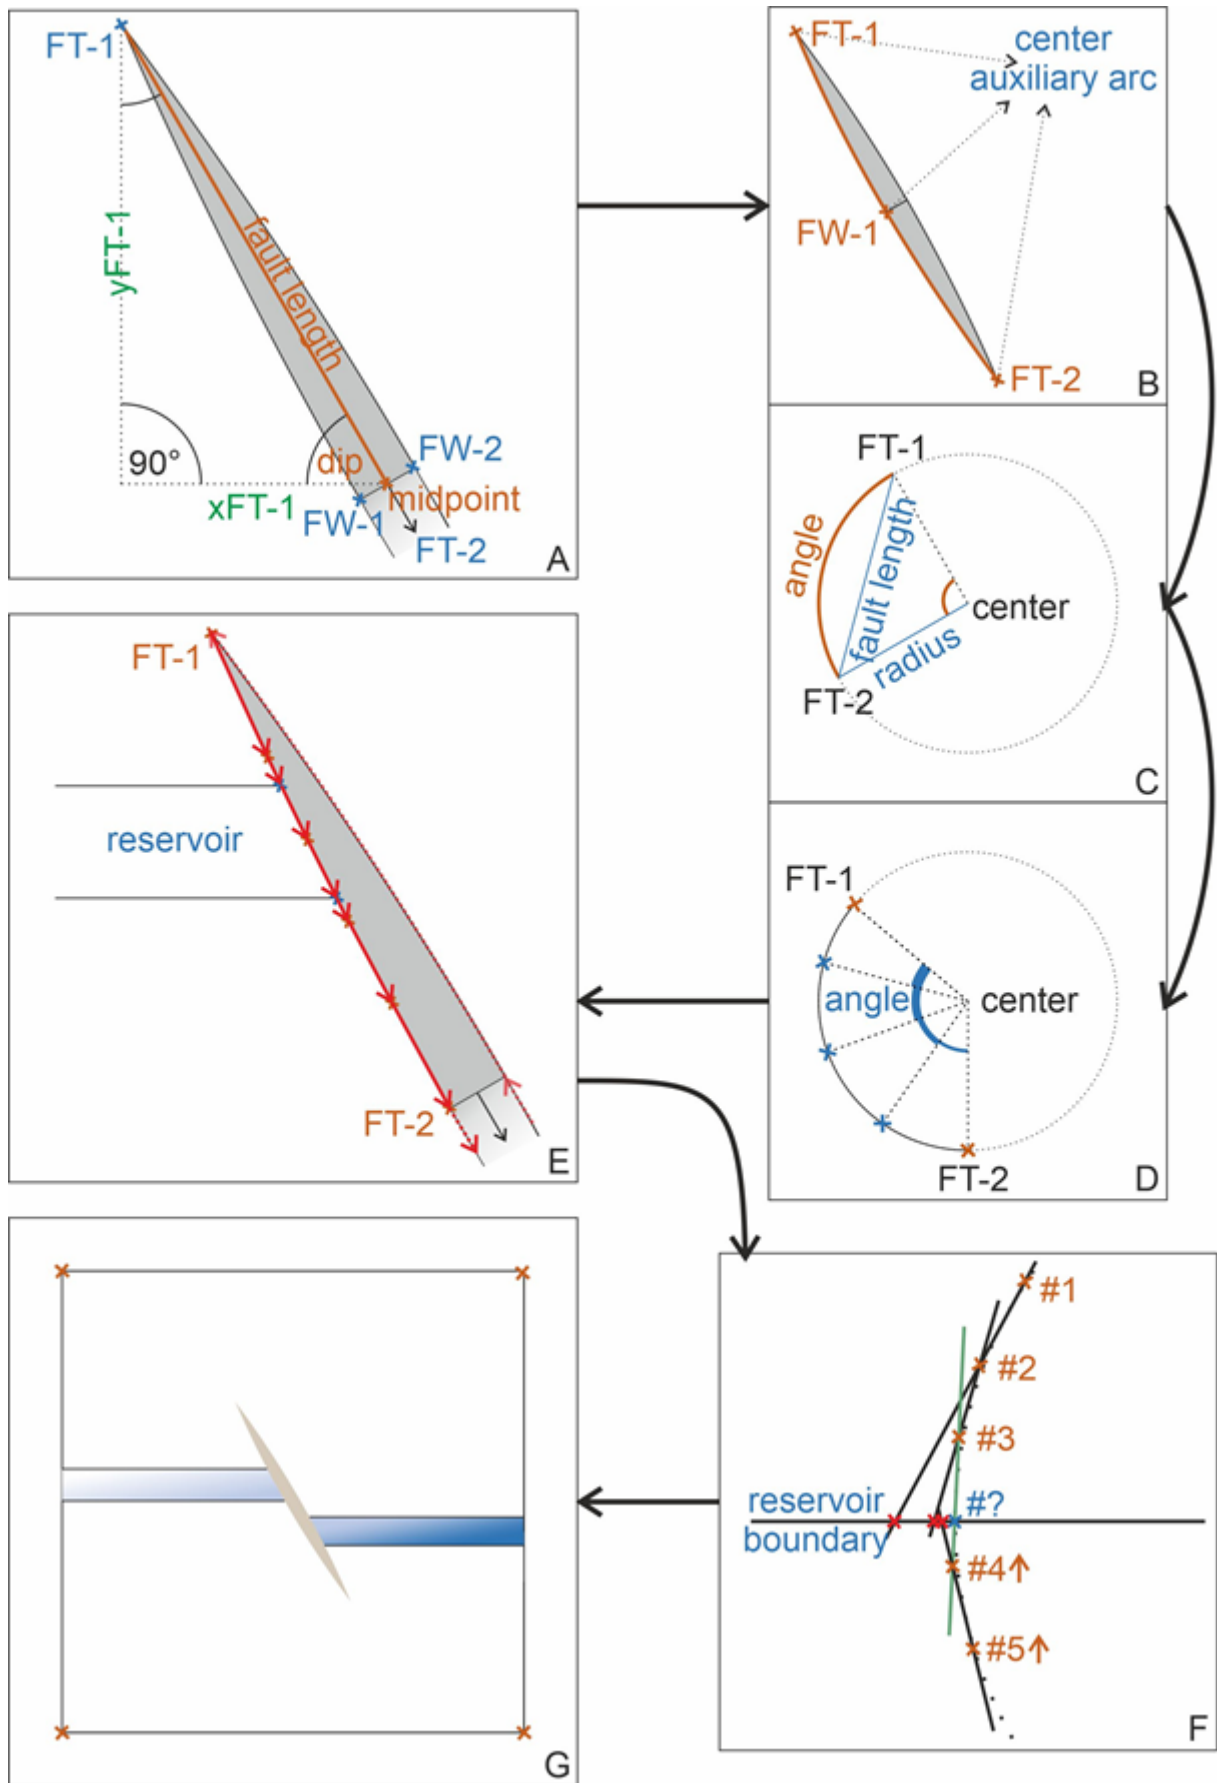 FT-1
yFT-1
fault length
90°
dip
FW-2
xFT-1
midpoint
FW-1
FT-2
A
FT-1
center
auxiliary arc
FW-1
FT-2
B
FT-1
angle
fault length
center
radius
FT-2
C
FT-1
angle
center
FT-2
D
FT-1
reservoir
FT-2
E
#1
#2
#3
reservoir
boundary
#?
#4↑
#5↑
F
G